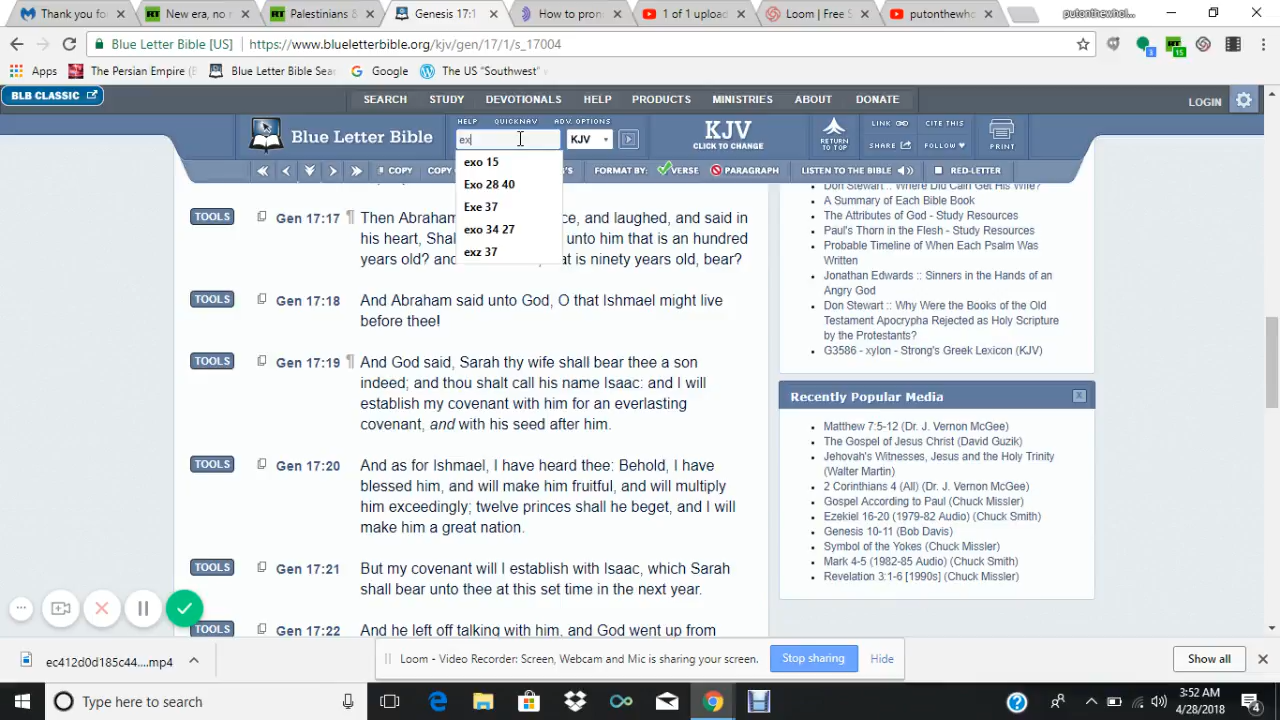 Thank you fo
New era, no r
Palestinians &
Genesis 17:1
How to pron
1 of 1 upload
Loom | Free S
putonthewho
putonthewhol...
Blue Letter Bible [US]
https://www.blueletterbible.org/kjv/gen/17/1/s_17004
3
15
Apps
The Persian Empire (E
Blue Letter Bible Sea
Google
The US "Southwest"
BLB CLASSIC
SEARCH STUDY DEVOTIONALS HELP PRODUCTS MINISTRIES ABOUT DONATE
LOGIN
HELP QUICKNAV ADV. OPTIONS
Blue Letter Bible
ex
KJV
KJV
CLICK TO CHANGE
RETURN
TO TOP
LINK
CITE THIS
SHARE
FOLLOW
PRINT
COPY
COPY
'S
FORMAT BY: VERSE PARAGRAPH
LISTEN TO THE BIBLE
RED-LETTER
exo 15
Exo 28 40
Exe 37
exo 34 27
exz 37
TOOLS Gen 17:17 ¶ Then Abraham ce, and laughed, and said in
his heart, Shal unto him that is an hundred
years old? and at is ninety years old, bear?
TOOLS Gen 17:18 And Abraham said unto God, O that Ishmael might live
before thee!
TOOLS Gen 17:19 ¶ And God said, Sarah thy wife shall bear thee a son
indeed; and thou shalt call his name Isaac: and I will
establish my covenant with him for an everlasting
covenant, and with his seed after him.
TOOLS Gen 17:20 And as for Ishmael, I have heard thee: Behold, I have
blessed him, and will make him fruitful, and will multiply
him exceedingly; twelve princes shall he beget, and I will
make him a great nation.
TOOLS Gen 17:21 But my covenant will I establish with Isaac, which Sarah
shall bear unto thee at this set time in the next year.
TOOLS Gen 17:22 And he left off talking with him, and God went up from
Don Stewart :: Where Did Cain Get His Wife?
A Summary of Each Bible Book
The Attributes of God - Study Resources
Paul's Thorn in the Flesh - Study Resources
Probable Timeline of When Each Psalm Was
Written
Jonathan Edwards :: Sinners in the Hands of an
Angry God
Don Stewart :: Why Were the Books of the Old
Testament Apocrypha Rejected as Holy Scripture
by the Protestants?
G3586 - xylon - Strong's Greek Lexicon (KJV)
Recently Popular Media
Matthew 7:5-12 (Dr. J. Vernon McGee)
The Gospel of Jesus Christ (David Guzik)
Jehovah's Witnesses, Jesus and the Holy Trinity
(Walter Martin)
2 Corinthians 4 (All) (Dr. J. Vernon McGee)
Gospel According to Paul (Chuck Missler)
Ezekiel 16-20 (1979-82 Audio) (Chuck Smith)
Genesis 10-11 (Bob Davis)
Symbol of the Yokes (Chuck Missler)
Mark 4-5 (1982-85 Audio) (Chuck Smith)
Revelation 3:1-6 [1990s] (Chuck Missler)
ec412d0d185c44....mp4
Loom - Video Recorder: Screen, Webcam and Mic is sharing your screen.
Stop sharing
Hide
Show all
Type here to search
3:52 AM
4/28/2018
4